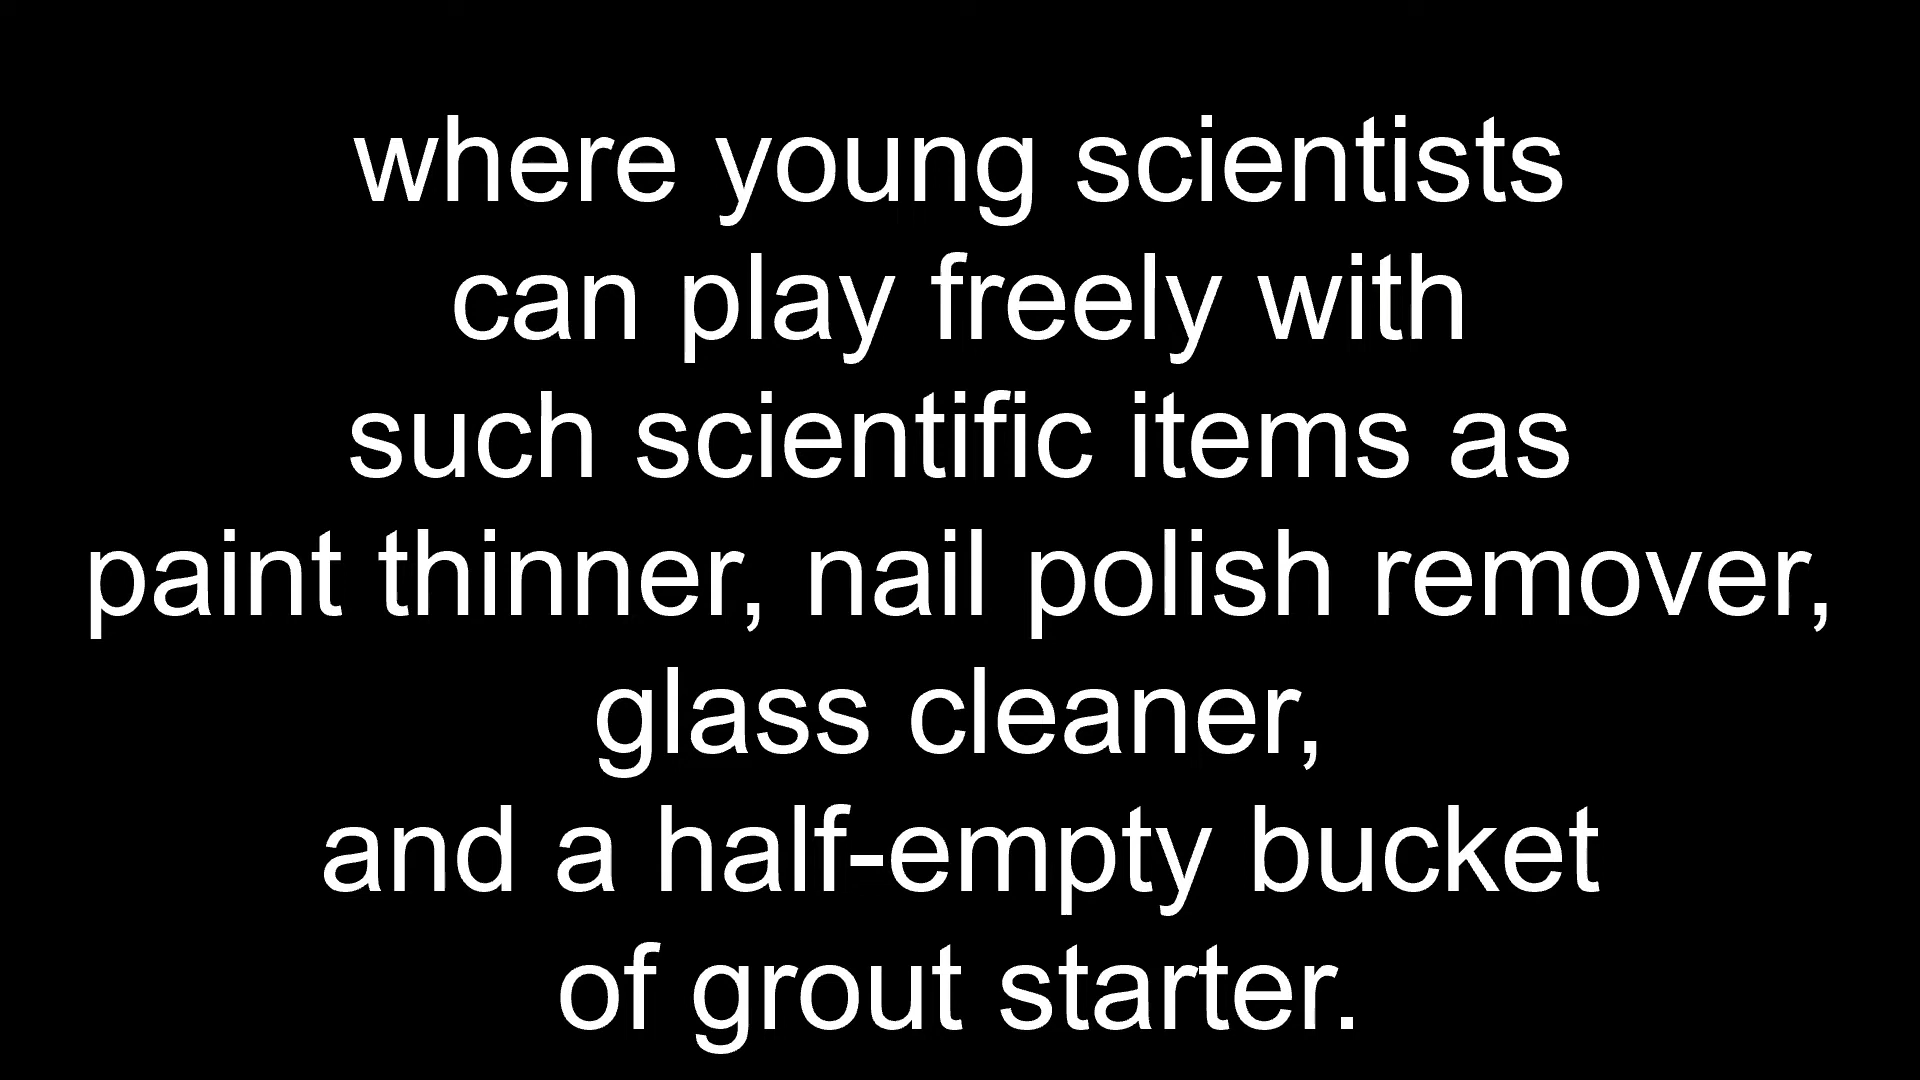 where young scientists
can play freely with
such scientific items as
paint thinner, nail polish remover,
glass cleaner,
and a half-empty bucket
of grout starter.